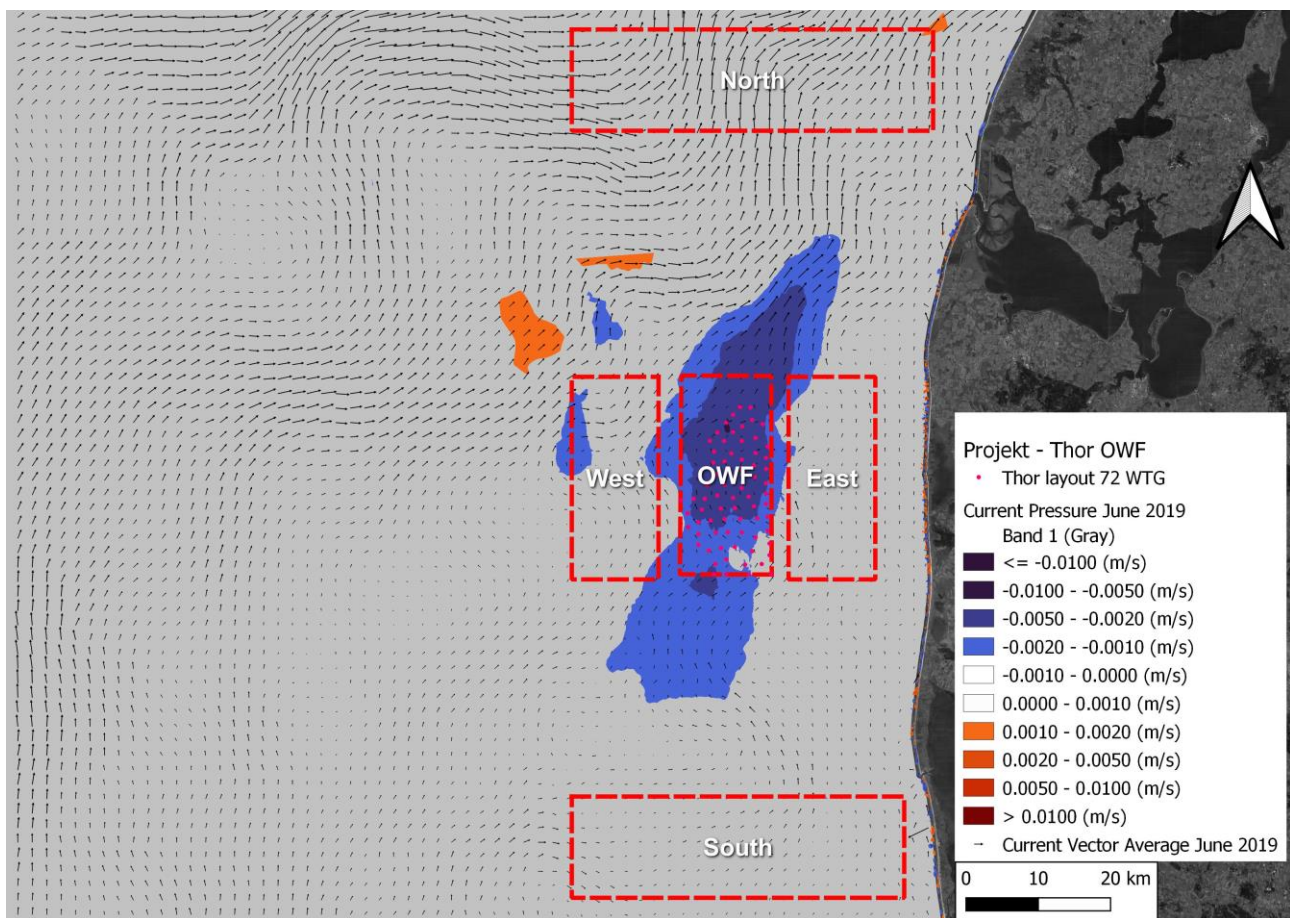 North
West
OWF
East
South
Projekt - Thor OWF
Thor layout 72 WTG
Current Pressure June 2019
Band 1 (Gray)
<= -0.0100 (m/s)
-0.0100 - -0.0050 (m/s)
-0.0050 - -0.0020 (m/s)
-0.0020 - -0.0010 (m/s)
-0.0010 - 0.0000 (m/s)
0.0000 - 0.0010 (m/s)
0.0010 - 0.0020 (m/s)
0.0020 - 0.0050 (m/s)
0.0050 - 0.0100 (m/s)
> 0.0100 (m/s)
Current Vector Average June 2019
0 10 20 km